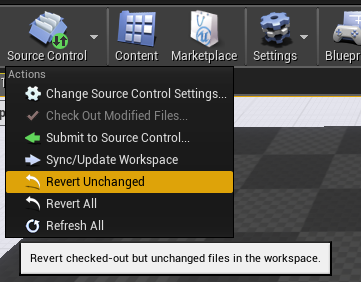 Source Control
Content
Marketplace
Settings
Bluepr
Actions
Change Source Control Settings...
Check Out Modified Files...
Submit to Source Control...
Sync/Update Workspace
Revert Unchanged
Revert All
Refresh All
Revert checked-out but unchanged files in the workspace.